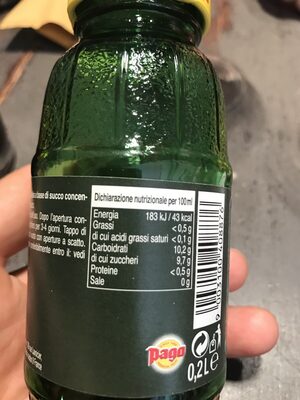 base di succo concen-
Dopo l'apertura con-
per 3-4 giorni. Tappo di
con apertura a scatto.
entro il: vedi
Dichiarazione nutrizionale per 100ml
Energia 183 kJ / 43 kcal
Grassi <0,5 g
di cui acidi grassi saturi <0,1 g
Carboidrati 10,2 g
di cui zuccheri 9,7 g
Proteine <0,5 g
Sale 0 g
pago
0,2L e